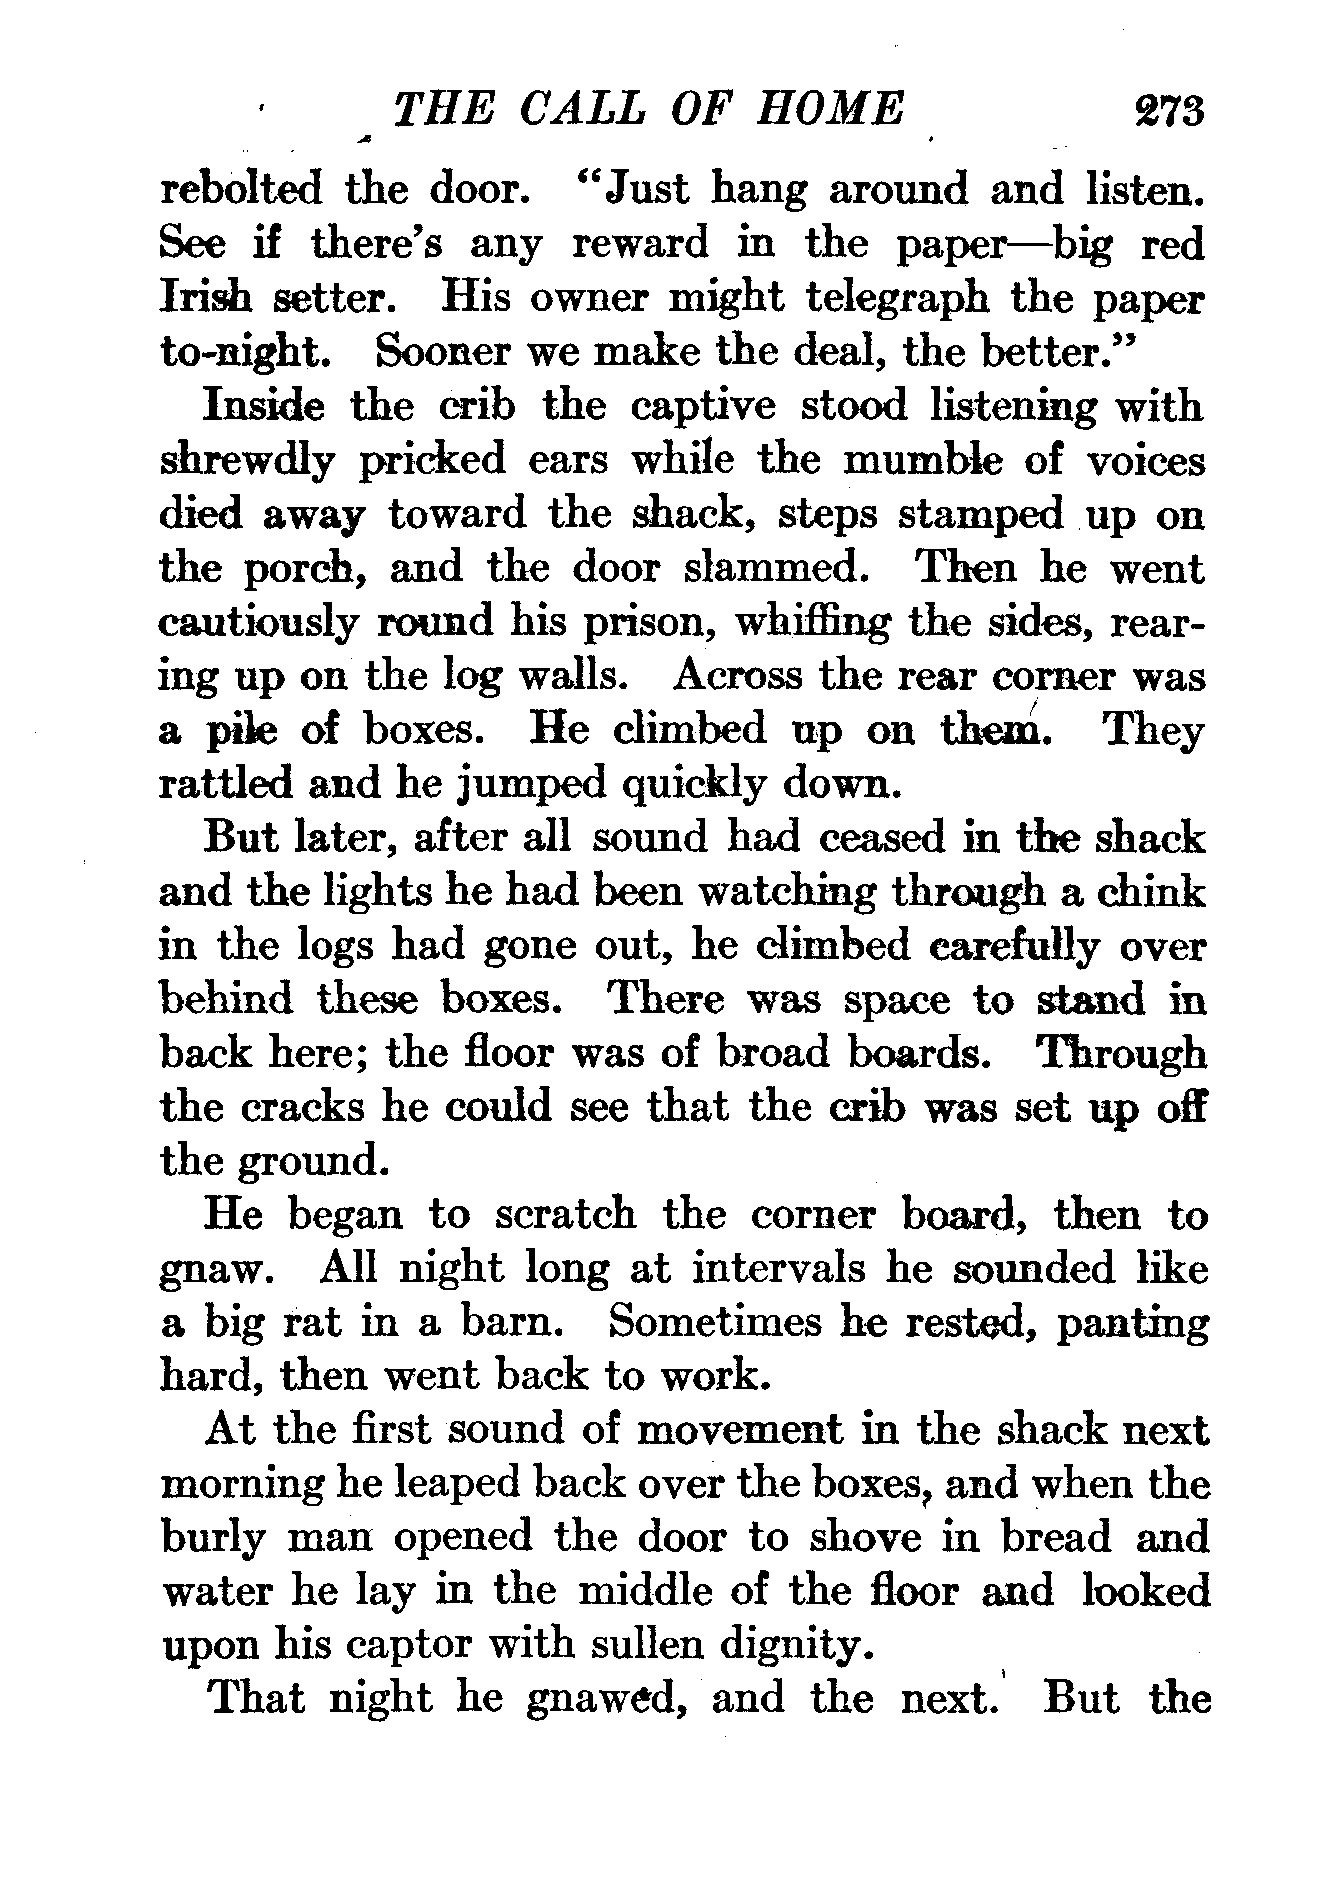 THE CALL OF HOME 273
rebolted the door. “Just hang around and listen.
See if there’s any reward in the paper—big red
Irish setter. His owner might telegraph the paper
to-night. Sooner we make the deal, the better.”
Inside the crib the captive stood listening with
shrewdly pricked ears while the mumble of voices
died away toward the shack, steps stamped up on
the porch, and the door slammed. Then he went
cautiously round his prison, whiffing the sides, rear-
ing up on the log walls. Across the rear corner was
a pile of boxes. He climbed up on them. They
rattled and he jumped quickly down.
But later, after all sound had ceased in the shack
and the lights he had been watching through a chink
in the logs had gone out, he climbed carefully over
behind these boxes. There was space to stand in
back here; the floor was of broad boards. Through
the cracks he could see that the crib was set up off
the ground.
He began to scratch the corner board, then to
gnaw. All night long at intervals he sounded like
a big rat in a barn. Sometimes he rested, panting
hard, then went back to work.
At the first sound of movement in the shack next
morning he leaped back over the boxes, and when the
burly man opened the door to shove in bread and
water he lay in the middle of the floor and looked
upon his captor with sullen dignity.
That night he gnawed, and the next. But the